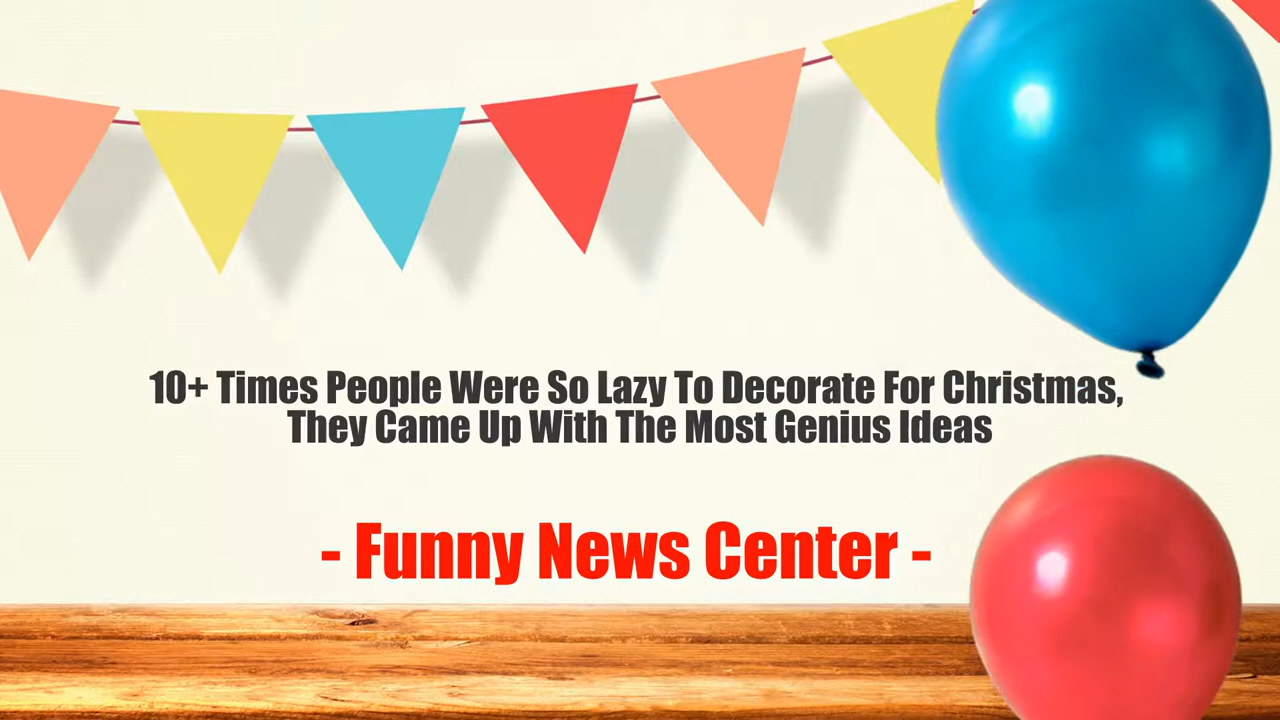 10+ Times People Were So Lazy To Decorate For Christmas,
They Came Up With The Most Genius Ideas
- Funny News Center -